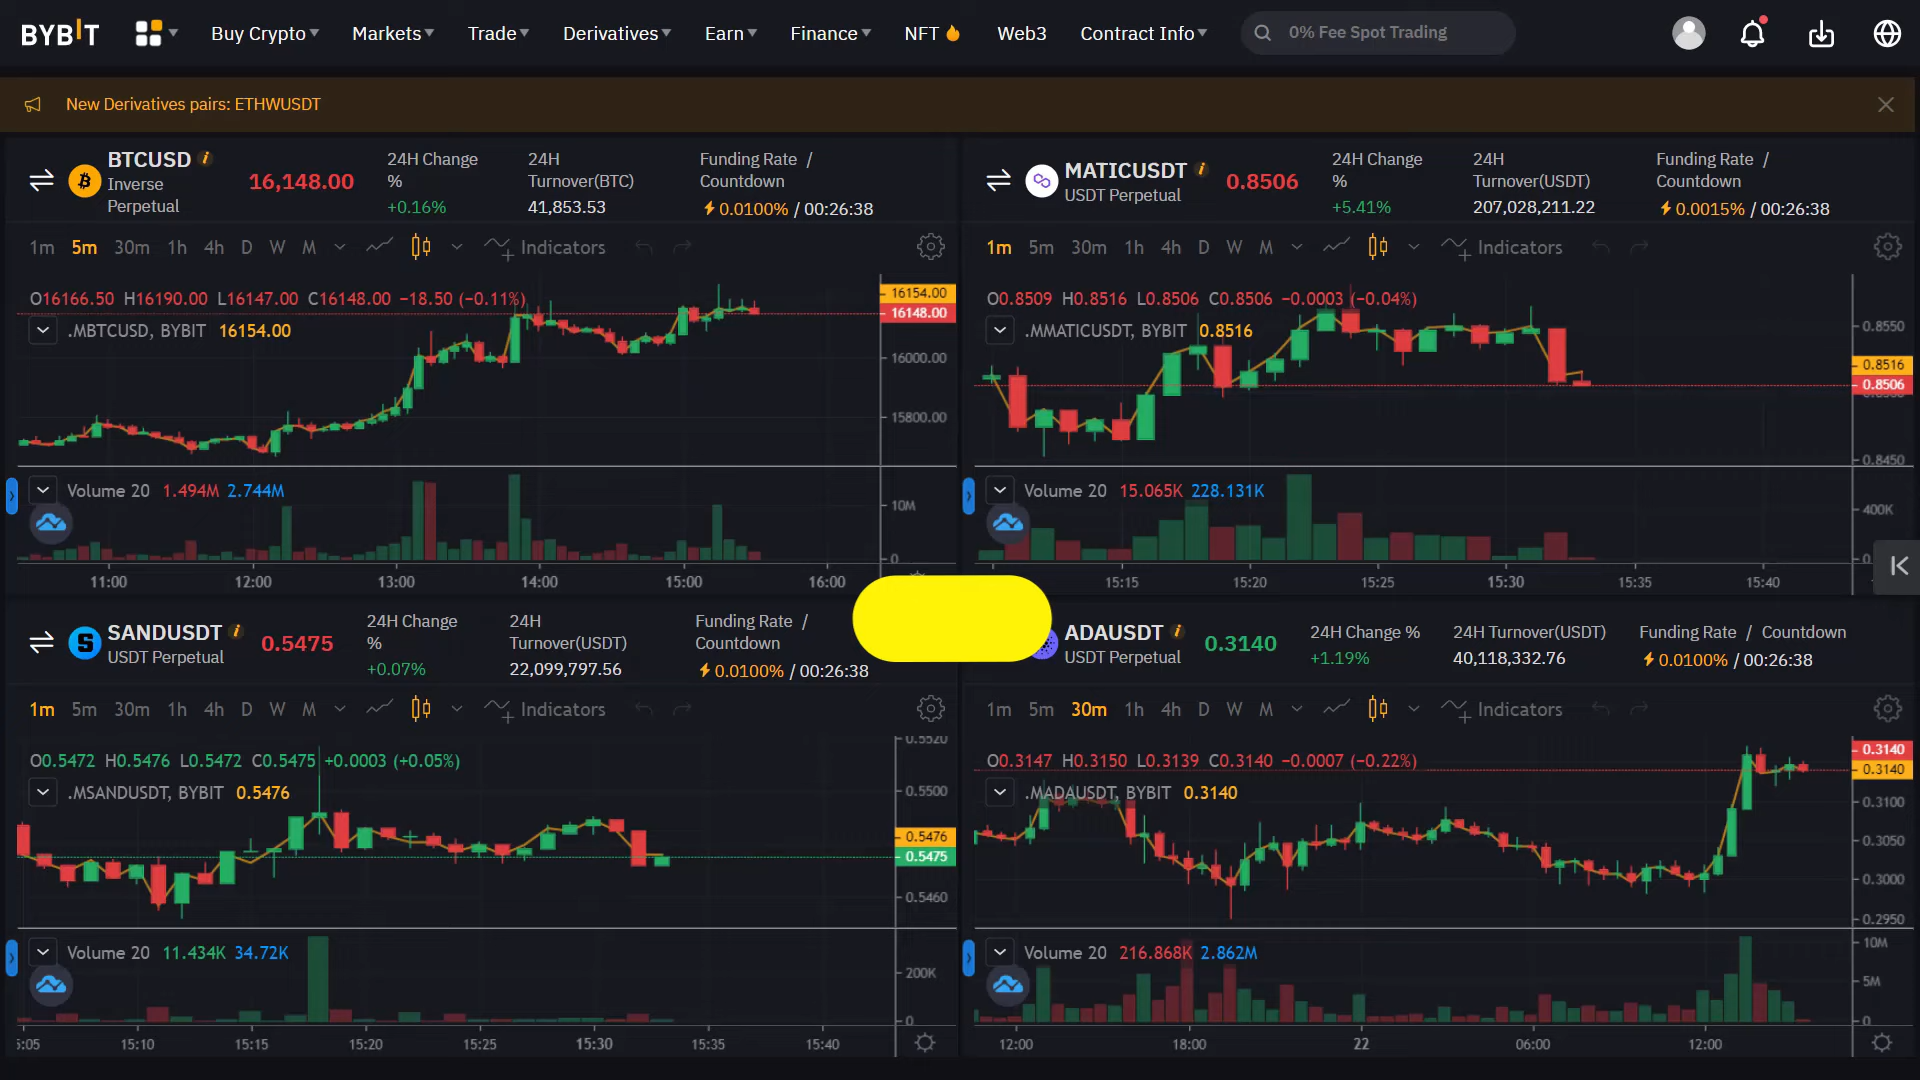 BYBIT Buy Crypto Markets Trade Derivatives Earn Finance NFT Web3 Contract Info 0% Fee Spot Trading
New Derivatives pairs: ETHWUSDT
BTCUSD
Inverse
Perpetual
16,148.00
24H Change
%
+0.16%
24H
Turnover(BTC)
41,853.53
Funding Rate /
Countdown
0.0100% / 00:26:38
1m 5m 30m 1h 4h D W M Indicators
O16166.50 H16190.00 L16147.00 C16148.00 −18.50 (−0.11%)
.MBTCUSD, BYBIT 16154.00
16154.00
16148.00
16000.00
15800.00
Volume 20 1.494M 2.744M
10M
0
11:00 12:00 13:00 14:00 15:00 16:00
MATICUSDT
USDT Perpetual
0.8506
24H Change
%
+5.41%
24H
Turnover(USDT)
207,028,211.22
Funding Rate /
Countdown
0.0015% / 00:26:38
1m 5m 30m 1h 4h D W M Indicators
O0.8509 H0.8516 L0.8506 C0.8506 −0.0003 (−0.04%)
.MMATICUSDT, BYBIT 0.8516
0.8550
0.8516
0.8506
0.8450
Volume 20 15.065K 228.131K
400K
0
15:15 15:20 15:25 15:30 15:35 15:40
SANDUSDT
USDT Perpetual
0.5475
24H Change
%
+0.07%
24H
Turnover(USDT)
22,099,797.56
Funding Rate /
Countdown
0.0100% / 00:26:38
1m 5m 30m 1h 4h D W M Indicators
O0.5472 H0.5476 L0.5472 C0.5475 +0.0003 (+0.05%)
.MSANDUSDT, BYBIT 0.5476
0.5520
0.5500
0.5476
0.5475
0.5460
Volume 20 11.434K 34.72K
200K
0
15:10 15:15 15:20 15:25 15:30 15:35 15:40
ADAUSDT
USDT Perpetual
0.3140
24H Change %
+1.19%
24H Turnover(USDT)
40,118,332.76
Funding Rate / Countdown
0.0100% / 00:26:38
1m 5m 30m 1h 4h D W M Indicators
O0.3147 H0.3150 L0.3139 C0.3140 −0.0007 (−0.22%)
.MADAUSDT, BYBIT 0.3140
0.3140
0.3140
0.3100
0.3050
0.3000
0.2950
Volume 20 216.868K 2.862M
10M
5M
0
12:00 18:00 22 06:00 12:00